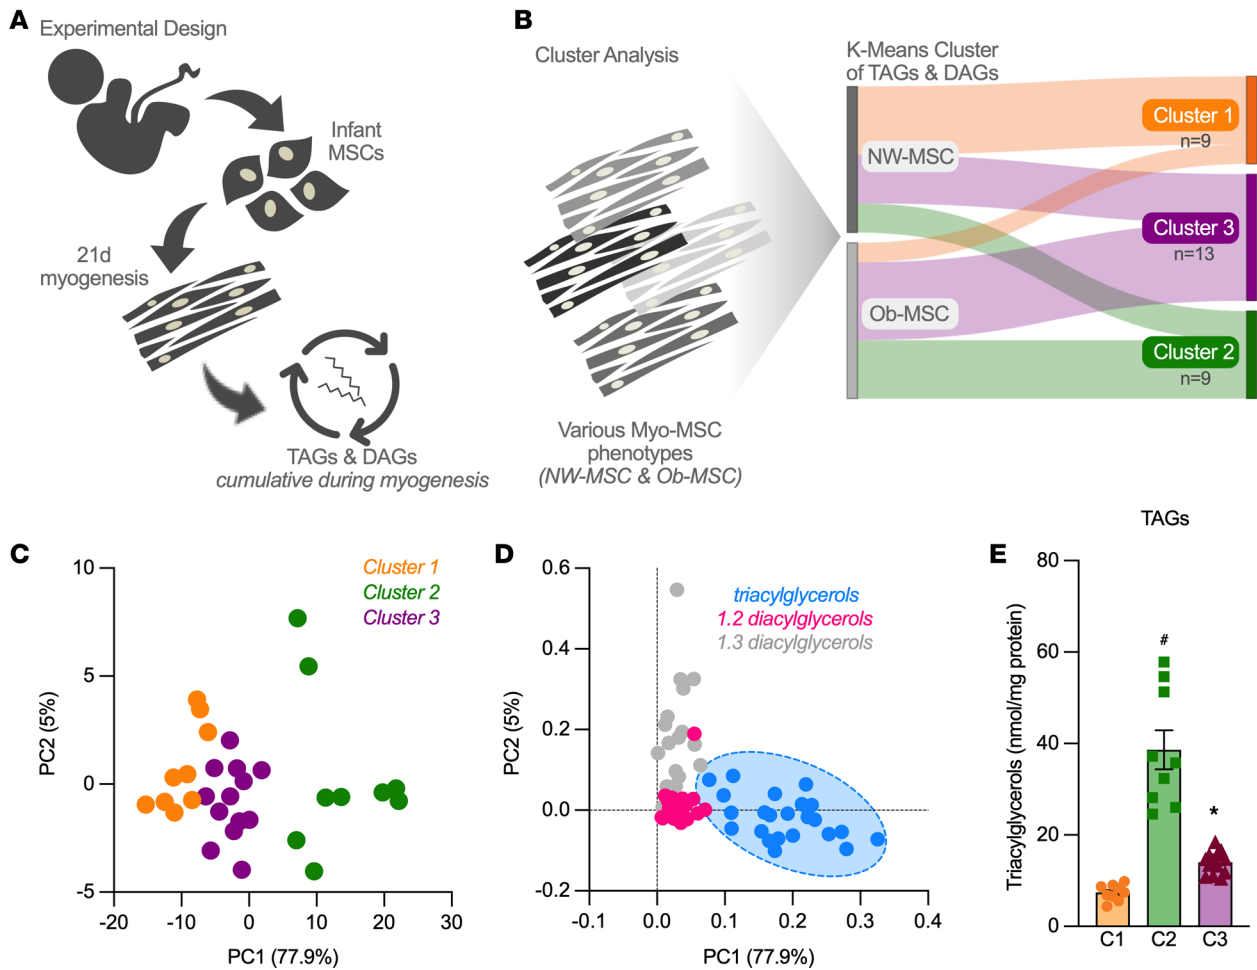 A
Experimental Design
Infant
MSCs
21d
myogenesis
TAGs & DAGs
cumulative during myogenesis
B
Cluster Analysis
Various Myo-MSC
phenotypes
(NW-MSC & Ob-MSC)
K-Means Cluster
of TAGs & DAGs
NW-MSC
Ob-MSC
Cluster 1
n=9
Cluster 3
n=13
Cluster 2
n=9
C
Cluster 1
Cluster 2
Cluster 3
PC2 (5%)
10
5
0
-5
-20
-10
0
10
20
30
PC1 (77.9%)
D
triacylglycerols
1.2 diacylglycerols
1.3 diacylglycerols
PC2 (5%)
0.6
0.4
0.2
0.0
-0.2
-0.1
0.0
0.1
0.2
0.3
0.4
PC1 (77.9%)
E
TAGs
Triacylglycerols (nmol/mg protein)
80
60
40
20
0
#
*
C1
C2
C3